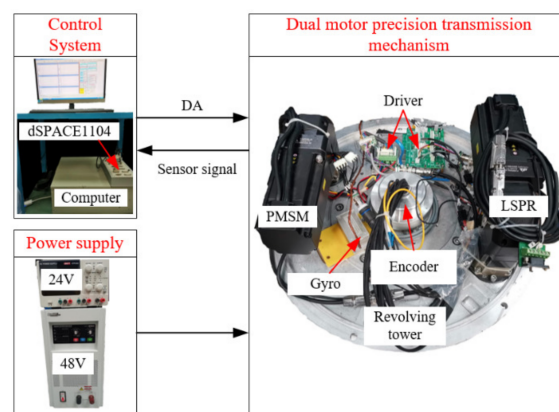 Control
System
dSPACE1104
Computer
DA
Sensor signal
Power supply
24V
48V
Dual motor precision transmission
mechanism
Driver
PMSM
LSPR
Gyro
Encoder
Revolving
tower